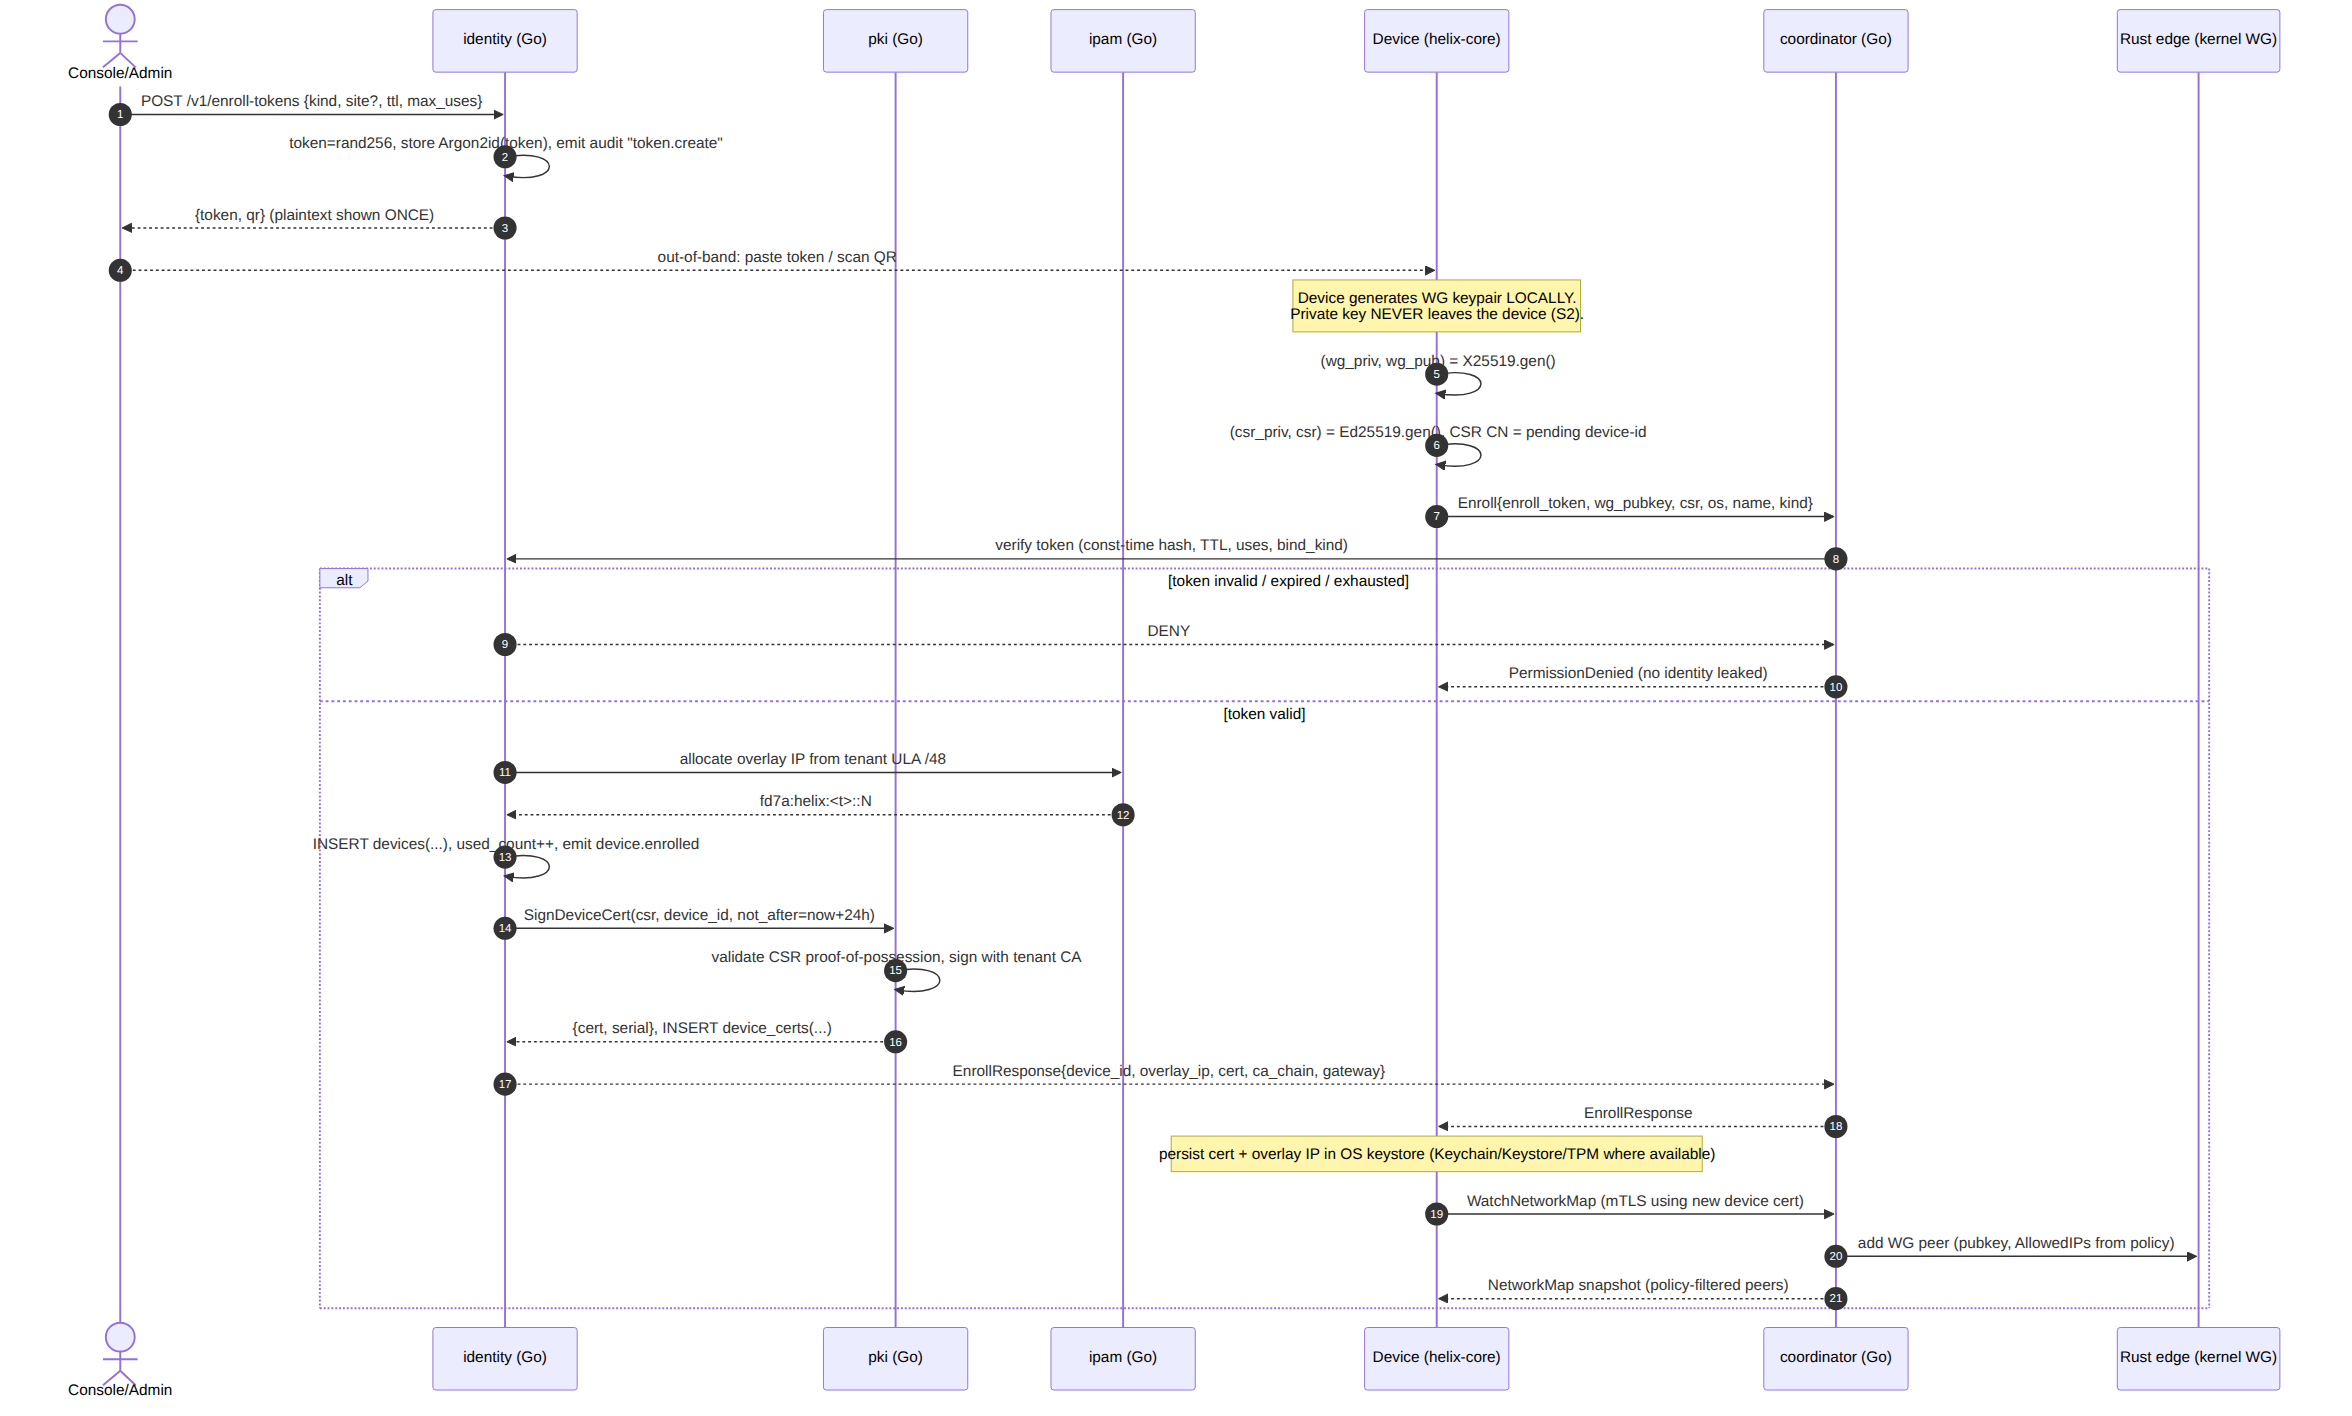 Console/Admin
identity (Go)
pki (Go)
ipam (Go)
Device (helix-core)
coordinator (Go)
Rust edge (kernel WG)
POST /v1/enroll-tokens {kind, site?, ttl, max_uses}
1
token=rand256, store Argon2id(token), emit audit "token.create"
2
{token, qr} (plaintext shown ONCE)
3
out-of-band: paste token / scan QR
4
Device generates WG keypair LOCALLY.
Private key NEVER leaves the device (S2).
(wg_priv, wg_pub) = X25519.gen()
5
(csr_priv, csr) = Ed25519.gen(), CSR CN = pending device-id
6
Enroll{enroll_token, wg_pubkey, csr, os, name, kind}
7
verify token (const-time hash, TTL, uses, bind_kind)
8
alt
[token invalid / expired / exhausted]
DENY
9
PermissionDenied (no identity leaked)
10
[token valid]
allocate overlay IP from tenant ULA /48
11
fd7a:helix:<t>::N
12
INSERT devices(...), used_count++, emit device.enrolled
13
SignDeviceCert(csr, device_id, not_after=now+24h)
14
validate CSR proof-of-possession, sign with tenant CA
15
{cert, serial}, INSERT device_certs(...)
16
EnrollResponse{device_id, overlay_ip, cert, ca_chain, gateway}
17
EnrollResponse
18
persist cert + overlay IP in OS keystore (Keychain/Keystore/TPM where available)
WatchNetworkMap (mTLS using new device cert)
19
add WG peer (pubkey, AllowedIPs from policy)
20
NetworkMap snapshot (policy-filtered peers)
21
Console/Admin
identity (Go)
pki (Go)
ipam (Go)
Device (helix-core)
coordinator (Go)
Rust edge (kernel WG)